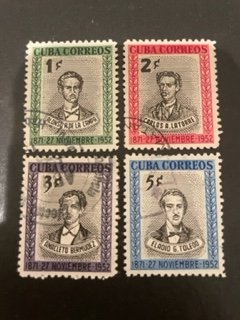 CUBA CORREOS
1¢
ALONSO A. DE LA CAMPA
1871-27 NOVIEMBRE-1952
CUBA CORREOS
2¢
CARLOS A. LATORRE
1871-27 NOVIEMBRE-1952
CUBA CORREOS
3¢
ANACLETO BERMUDEZ
1871-27 NOVIEMBRE-1952
CUBA CORREOS
5¢
ELADIO G. TOLEDO
1871-27 NOVIEMBRE-1952